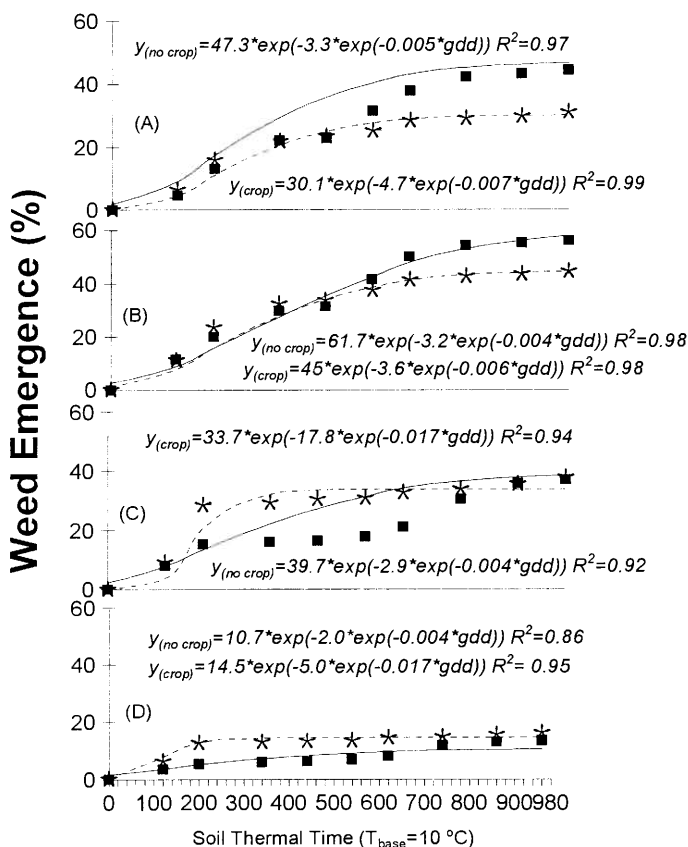 Weed Emergence (%)
60
y(no crop)=47.3*exp(-3.3*exp(-0.005*gdd)) R²=0.97
40
(A)
20
y(crop)=30.1*exp(-4.7*exp(-0.007*gdd)) R²=0.99
0
60
40
(B)
20
y(no crop)=61.7*exp(-3.2*exp(-0.004*gdd)) R²=0.98
y(crop)=45*exp(-3.6*exp(-0.006*gdd)) R²=0.98
0
60
y(crop)=33.7*exp(-17.8*exp(-0.017*gdd)) R²=0.94
40
(C)
20
y(no crop)=39.7*exp(-2.9*exp(-0.004*gdd)) R²=0.92
0
60
y(no crop)=10.7*exp(-2.0*exp(-0.004*gdd)) R²=0.86
40
y(crop)=14.5*exp(-5.0*exp(-0.017*gdd)) R²= 0.95
(D)
20
0
0 100 200 300 400 500 600 700 800 900 980
Soil Thermal Time (Tbase=10 ºC)